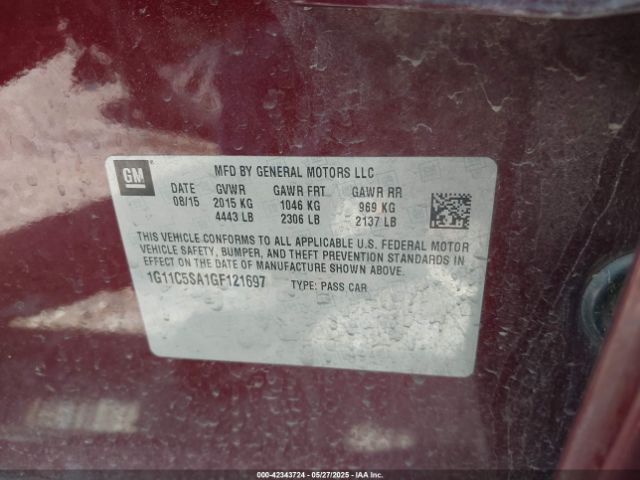 GM
MFD BY GENERAL MOTORS LLC
DATE GVWR GAWR FRT GAWR RR
08/15 2015 KG 1046 KG 969 KG
4443 LB 2306 LB 2137 LB
THIS VEHICLE CONFORMS TO ALL APPLICABLE U.S. FEDERAL MOTOR
VEHICLE SAFETY, BUMPER, AND THEFT PREVENTION STANDARDS
IN EFFECT ON THE DATE OF MANUFACTURE SHOWN ABOVE.
1G11C5SA1GF121697 TYPE: PASS CAR
000-42343724 | 05/27/2025 | IAA Inc.